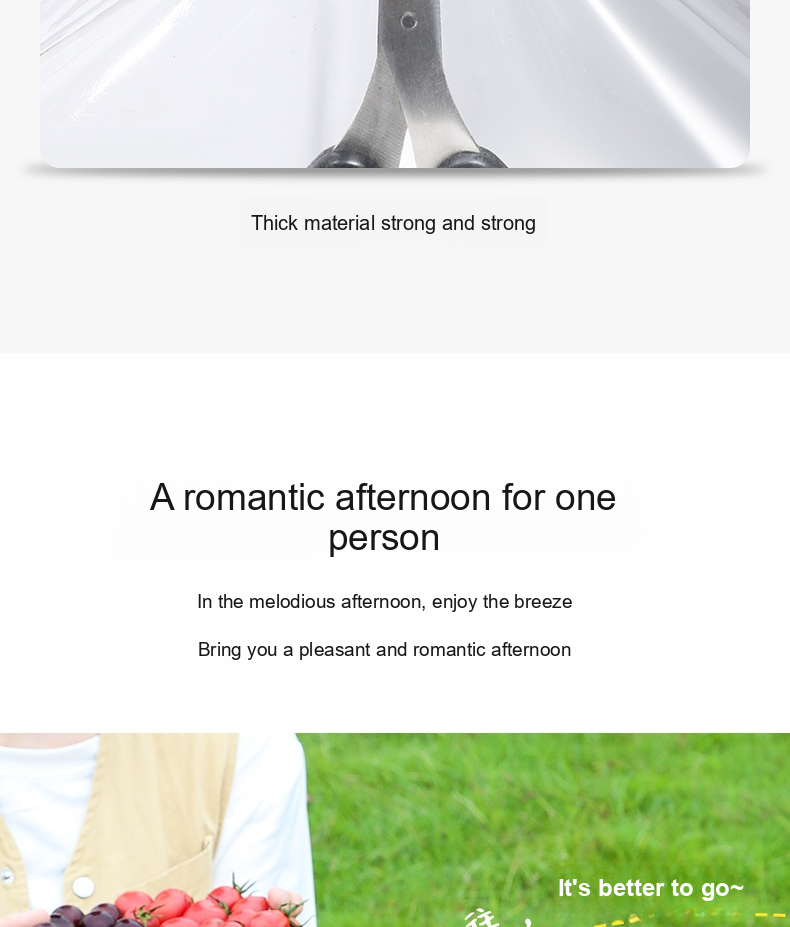 Thick material strong and strong
A romantic afternoon for one
person
In the melodious afternoon, enjoy the breeze
Bring you a pleasant and romantic afternoon
It's better to go~